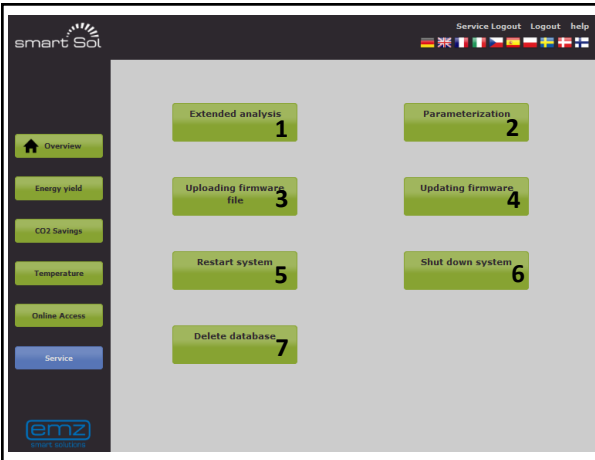 smart Sol
Service Logout Logout help
Extended analysis
1
Parameterization
2
Overview
Energy yield
Uploading firmware
file
3
Updating firmware
4
CO2 Savings
Restart system
5
Shut down system
6
Temperature
Online Access
Delete database
7
Service
emz
smart solutions